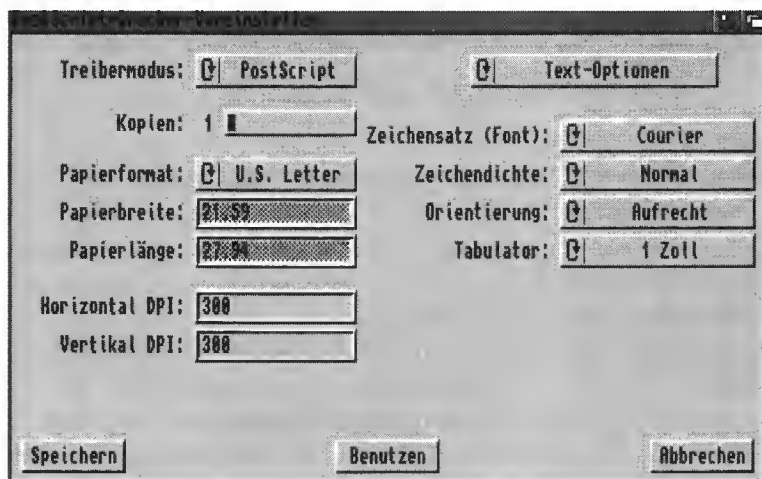 Treibermodus: PostScript
Text-Optionen
Kopien: 1
Zeichensatz (Font): Courier
Papierformat: U.S. Letter
Zeichendichte: Normal
Papierbreite: 21.59
Orientierung: Aufrecht
Papierlänge: 27.94
Tabulator: 1 Zoll
Horizontal DPI: 300
Vertikal DPI: 300
Speichern
Benutzen
Abbrechen